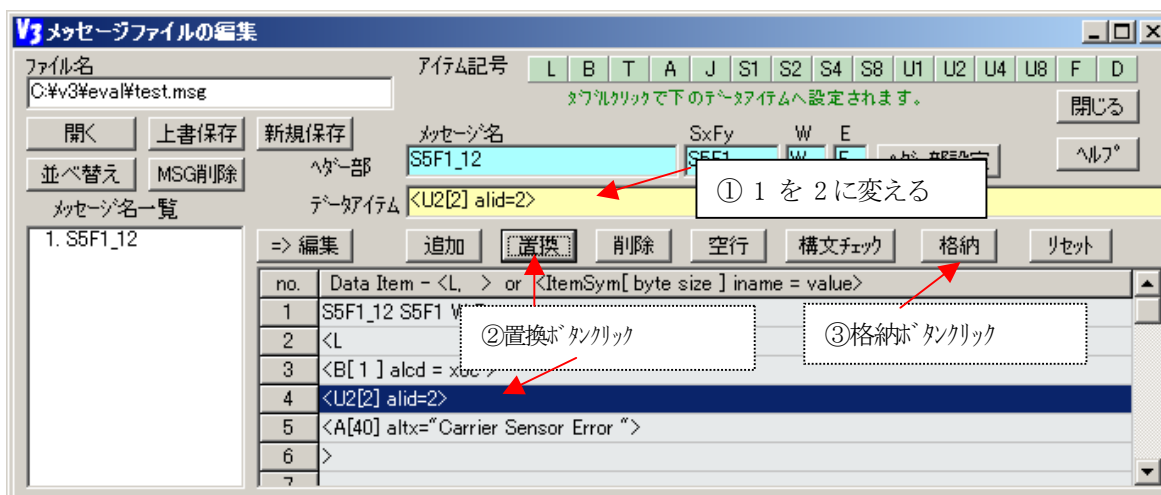 V3 メッセージファイルの編集
ファイル名
アイテム記号 L B T A J S1 S2 S4 S8 U1 U2 U4 U8 F D
C:¥v3¥eval¥test.msg
ダブルクリックで下のデータアイテムへ設定されます。
閉じる
開く 上書保存 新規保存 メッセージ名 SxFy W E
ヘダー部 S5F1_12 S5F1 W E
ヘルプ
並べ替え MSG削除
① 1 を 2 に変える
メッセージ名一覧 データアイテム <U2[2] alid=2>
1. S5F1_12
=> 編集 追加 置換 削除 空行 構文チェック 格納 リセット
no. Data Item - <L, > or <ItemSym[ byte size ] iname = value>
1 S5F1_12 S5F1
②置換ボタンクリック
③格納ボタンクリック
2 <L
3 <B[ 1 ] alcd =
4 <U2[2] alid=2>
5 <A[40] altx="Carrier Sensor Error ">
6 >
7